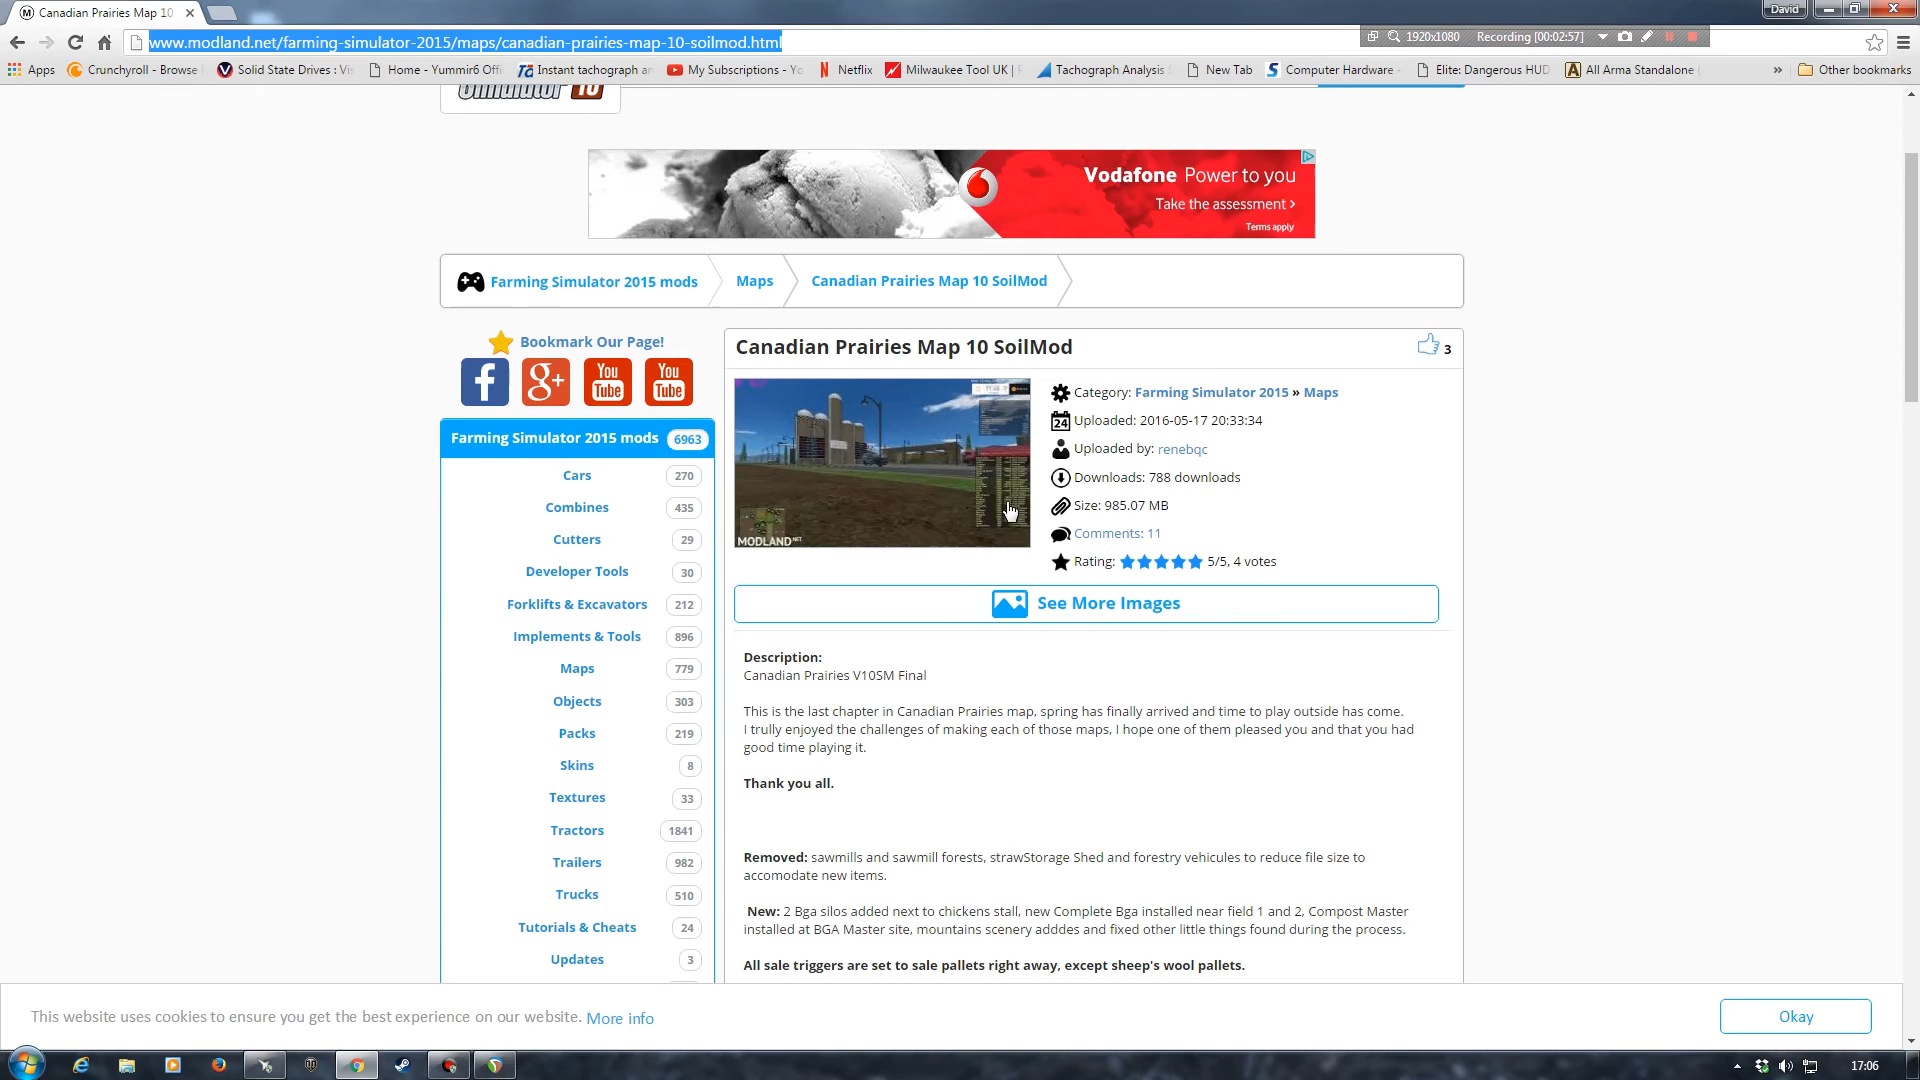 Canadian Prairies Map 10
David
www.modland.net/farming-simulator-2015/maps/canadian-prairies-map-10-soilmod.html
1920x1080 Recording [00:02:57]
Apps Crunchyroll - Browse Solid State Drives : Vi Home - Yummir6 Offi Instant tachograph an My Subscriptions - Yo Netflix Milwaukee Tool UK | Tachograph Analysis New Tab Computer Hardware - Elite: Dangerous HUD All Arma Standalone ( » Other bookmarks
Simulator 15
Vodafone Power to you
Take the assessment ›
Terms apply
Farming Simulator 2015 mods Maps Canadian Prairies Map 10 SoilMod
Bookmark Our Page!
You Tube You Tube
Farming Simulator 2015 mods 6963
Cars 270
Combines 435
Cutters 29
Developer Tools 30
Forklifts & Excavators 212
Implements & Tools 896
Maps 779
Objects 303
Packs 219
Skins 8
Textures 33
Tractors 1841
Trailers 982
Trucks 510
Tutorials & Cheats 24
Updates 3
Canadian Prairies Map 10 SoilMod 3
MODLAND.NET
Category: Farming Simulator 2015 » Maps
24 Uploaded: 2016-05-17 20:33:34
Uploaded by: renebqc
Downloads: 788 downloads
Size: 985.07 MB
Comments: 11
Rating: 5/5, 4 votes
See More Images
Description:
Canadian Prairies V10SM Final
This is the last chapter in Canadian Prairies map, spring has finally arrived and time to play outside has come.
I trully enjoyed the challenges of making each of those maps, I hope one of them pleased you and that you had
good time playing it.
Thank you all.
Removed: sawmills and sawmill forests, strawStorage Shed and forestry vehicules to reduce file size to
accomodate new items.
New: 2 Bga silos added next to chickens stall, new Complete Bga installed near field 1 and 2, Compost Master
installed at BGA Master site, mountains scenery adddes and fixed other little things found during the process.
All sale triggers are set to sale pallets right away, except sheep's wool pallets.
This website uses cookies to ensure you get the best experience on our website. More info
Okay
17:06